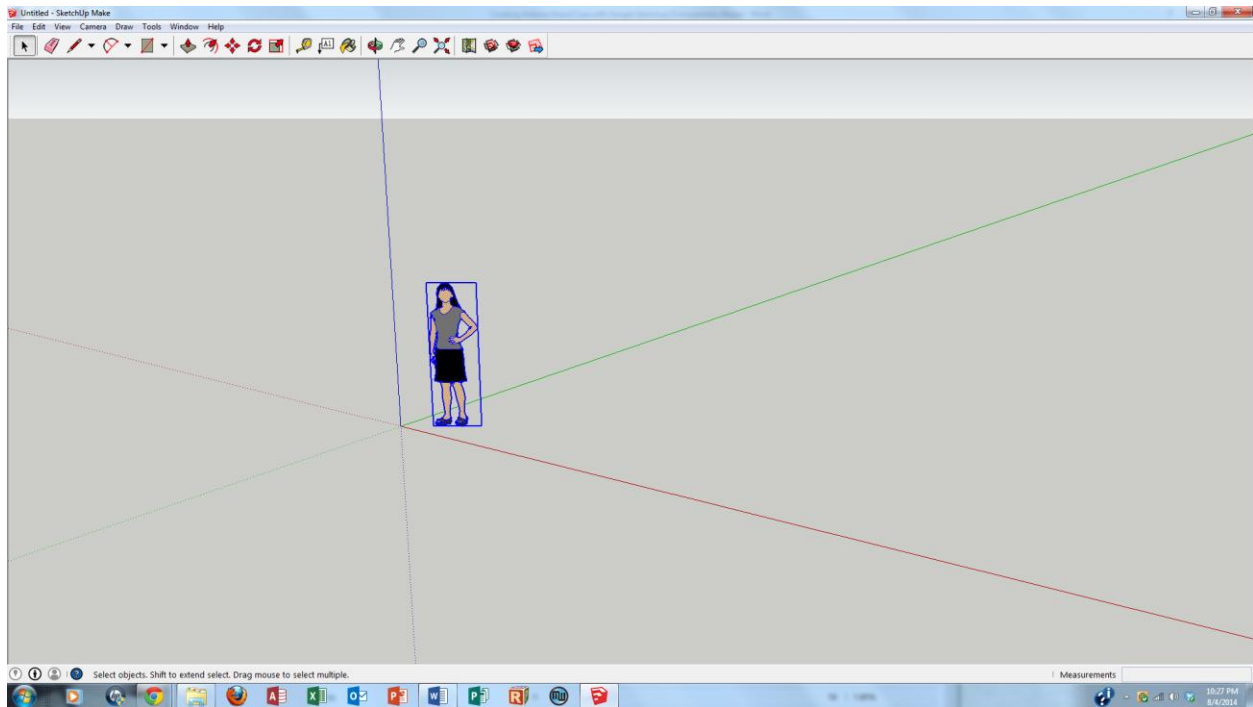 Untitled - SketchUp Make
File Edit View Camera Draw Tools Window Help
A1
Select objects. Shift to extend select. Drag mouse to select multiple.
Measurements
10:27 PM
8/4/2014